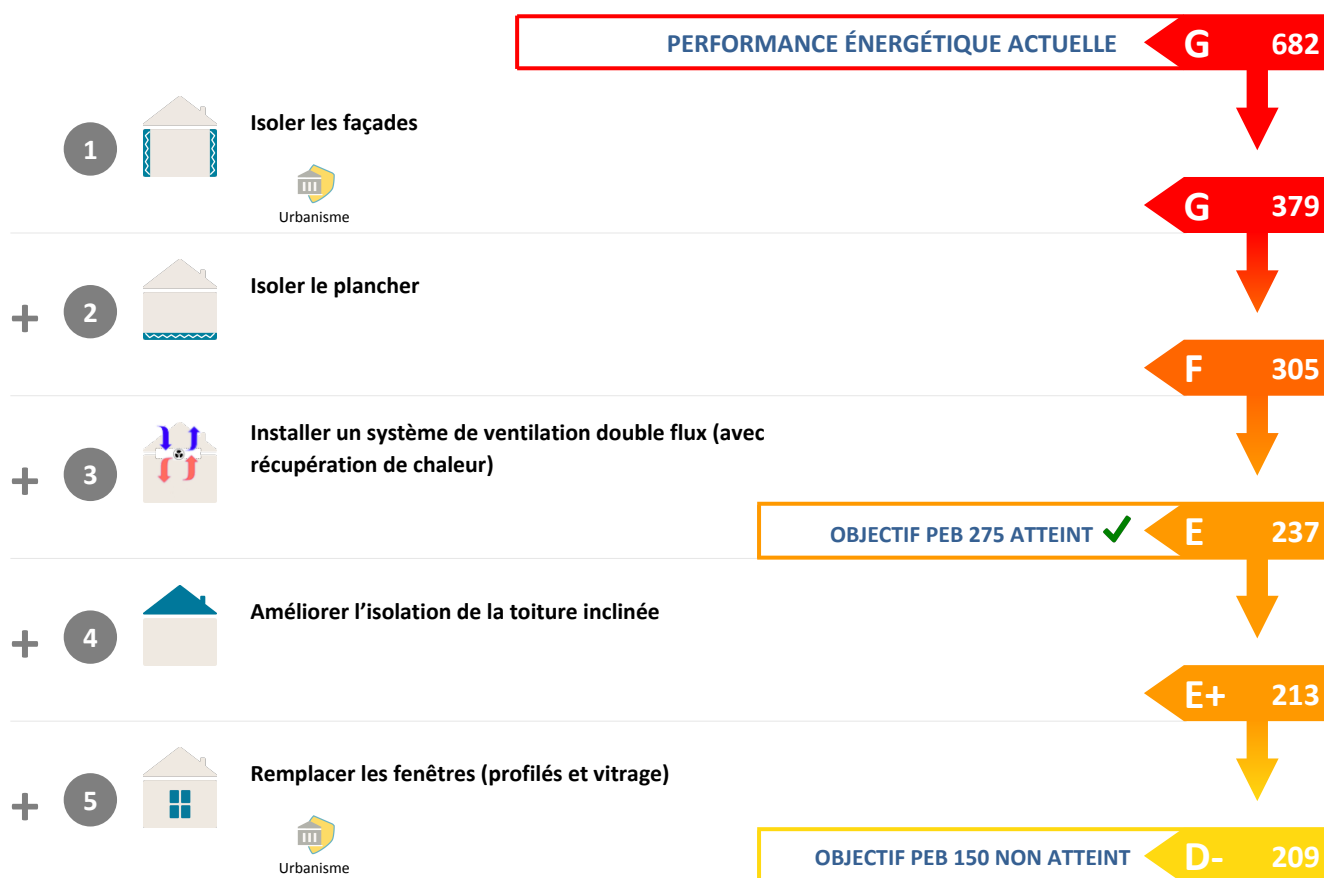 PERFORMANCE ÉNERGÉTIQUE ACTUELLE G 682
1 Isoler les façades
Urbanisme
G 379
+ 2 Isoler le plancher
F 305
+ 3 Installer un système de ventilation double flux (avec
récupération de chaleur)
OBJECTIF PEB 275 ATTEINT ✓ E 237
+ 4 Améliorer l’isolation de la toiture inclinée
E+ 213
+ 5 Remplacer les fenêtres (profilés et vitrage)
Urbanisme
OBJECTIF PEB 150 NON ATTEINT D- 209